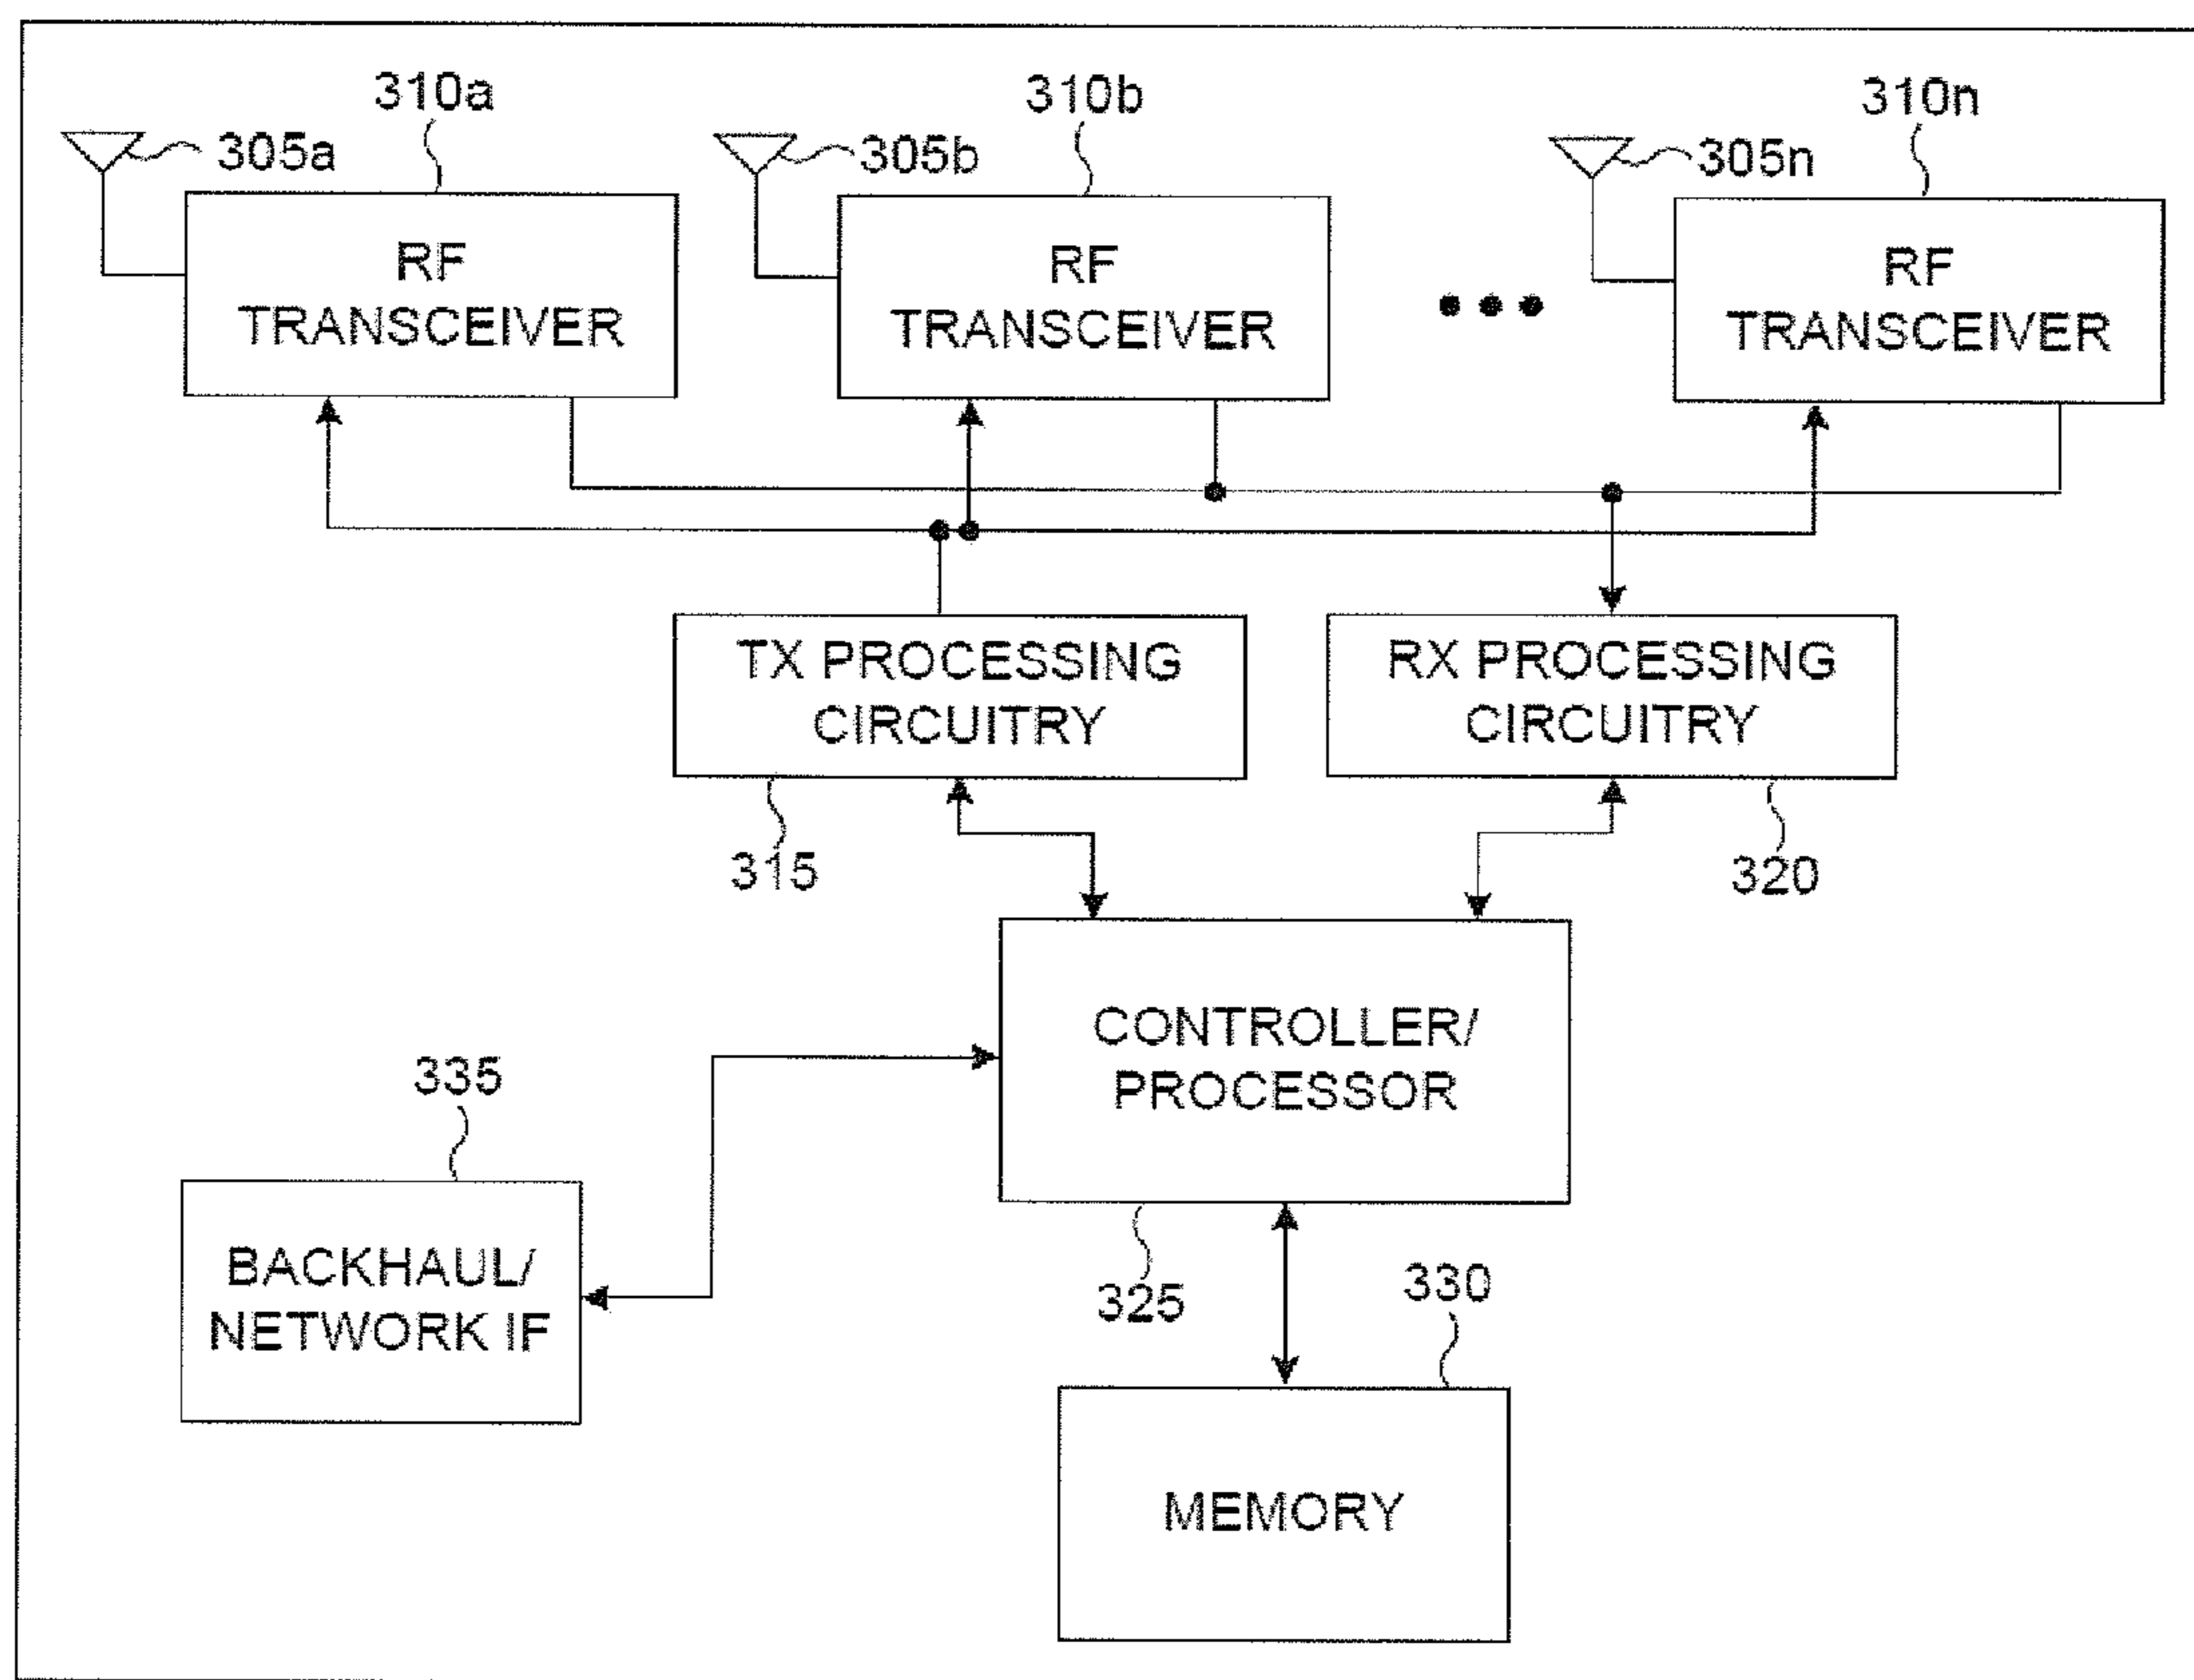 310a
310b
310n
305a
305b
305n
RF
TRANSCEIVER
RF
TRANSCEIVER
RF
TRANSCEIVER
TX PROCESSING
CIRCUITRY
RX PROCESSING
CIRCUITRY
315
320
CONTROLLER/
PROCESSOR
335
325
330
BACKHAUL/
NETWORK IF
MEMORY